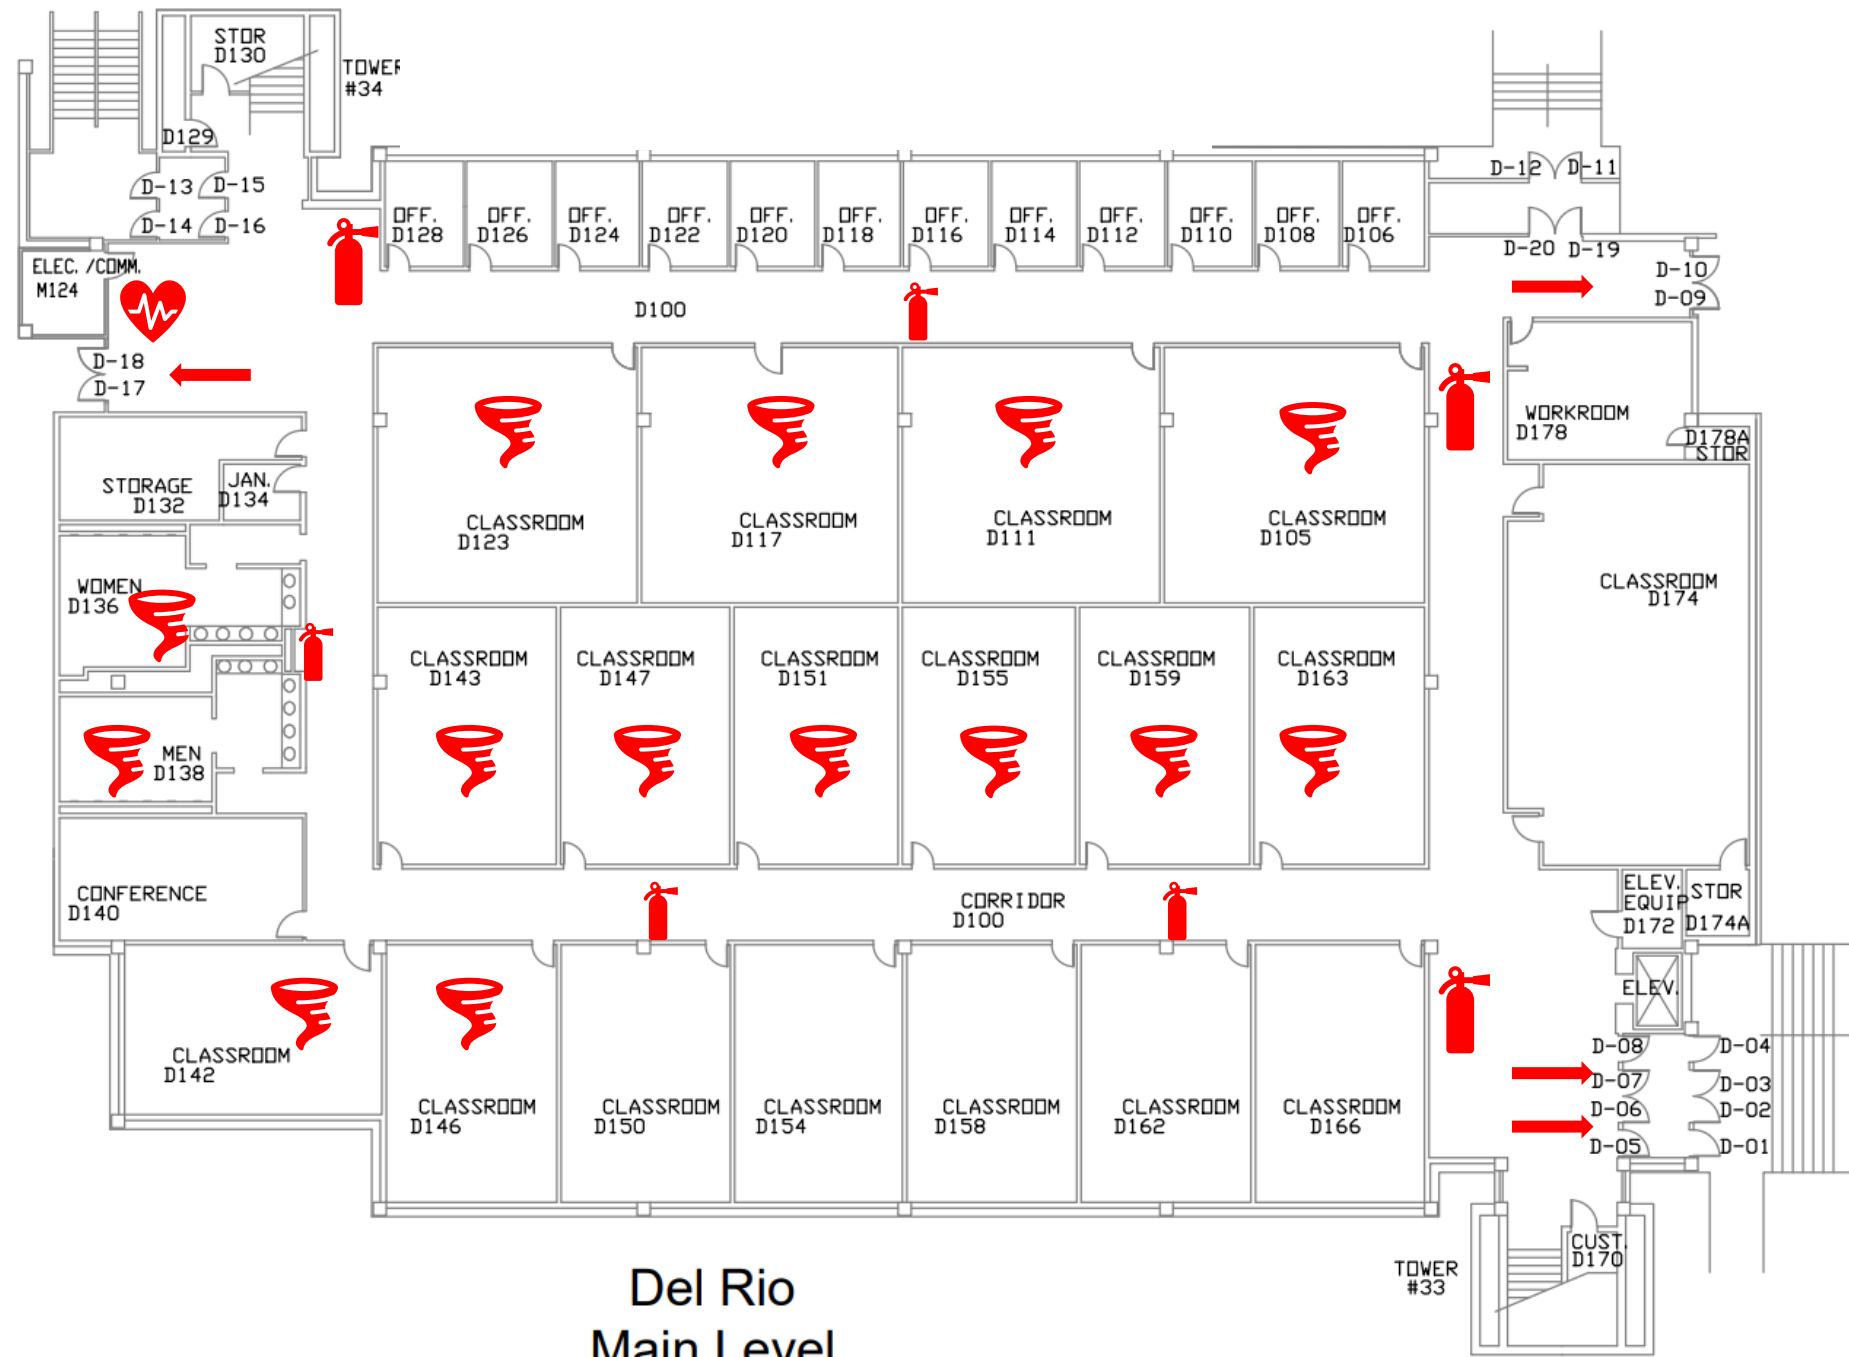 STOR
D130
TOWER
#34
D129
D-13
D-15
D-14
D-16
D-12
D-11
OFF.
D128
OFF.
D126
OFF.
D124
OFF.
D122
OFF.
D120
OFF.
D118
OFF.
D116
OFF.
D114
OFF.
D112
OFF.
D110
OFF.
D108
OFF.
D106
D-20
D-19
ELEC. /COMM.
M124
D-10
D-09
D100
D-18
D-17
WORKROOM
D178
D178A
STOR
STORAGE
D132
JAN.
D134
CLASSROOM
D123
CLASSROOM
D117
CLASSROOM
D111
CLASSROOM
D105
WOMEN
D136
CLASSROOM
D174
CLASSROOM
D143
CLASSROOM
D147
CLASSROOM
D151
CLASSROOM
D155
CLASSROOM
D159
CLASSROOM
D163
MEN
D138
CONFERENCE
D140
CORRIDOR
D100
ELEV.
EQUIP
D172
STOR
D174A
ELEV.
CLASSROOM
D142
D-08
D-04
D-07
D-03
D-06
D-02
D-05
D-01
CLASSROOM
D146
CLASSROOM
D150
CLASSROOM
D154
CLASSROOM
D158
CLASSROOM
D162
CLASSROOM
D166
CUST.
D170
TOWER
#33
Del Rio
Main Level